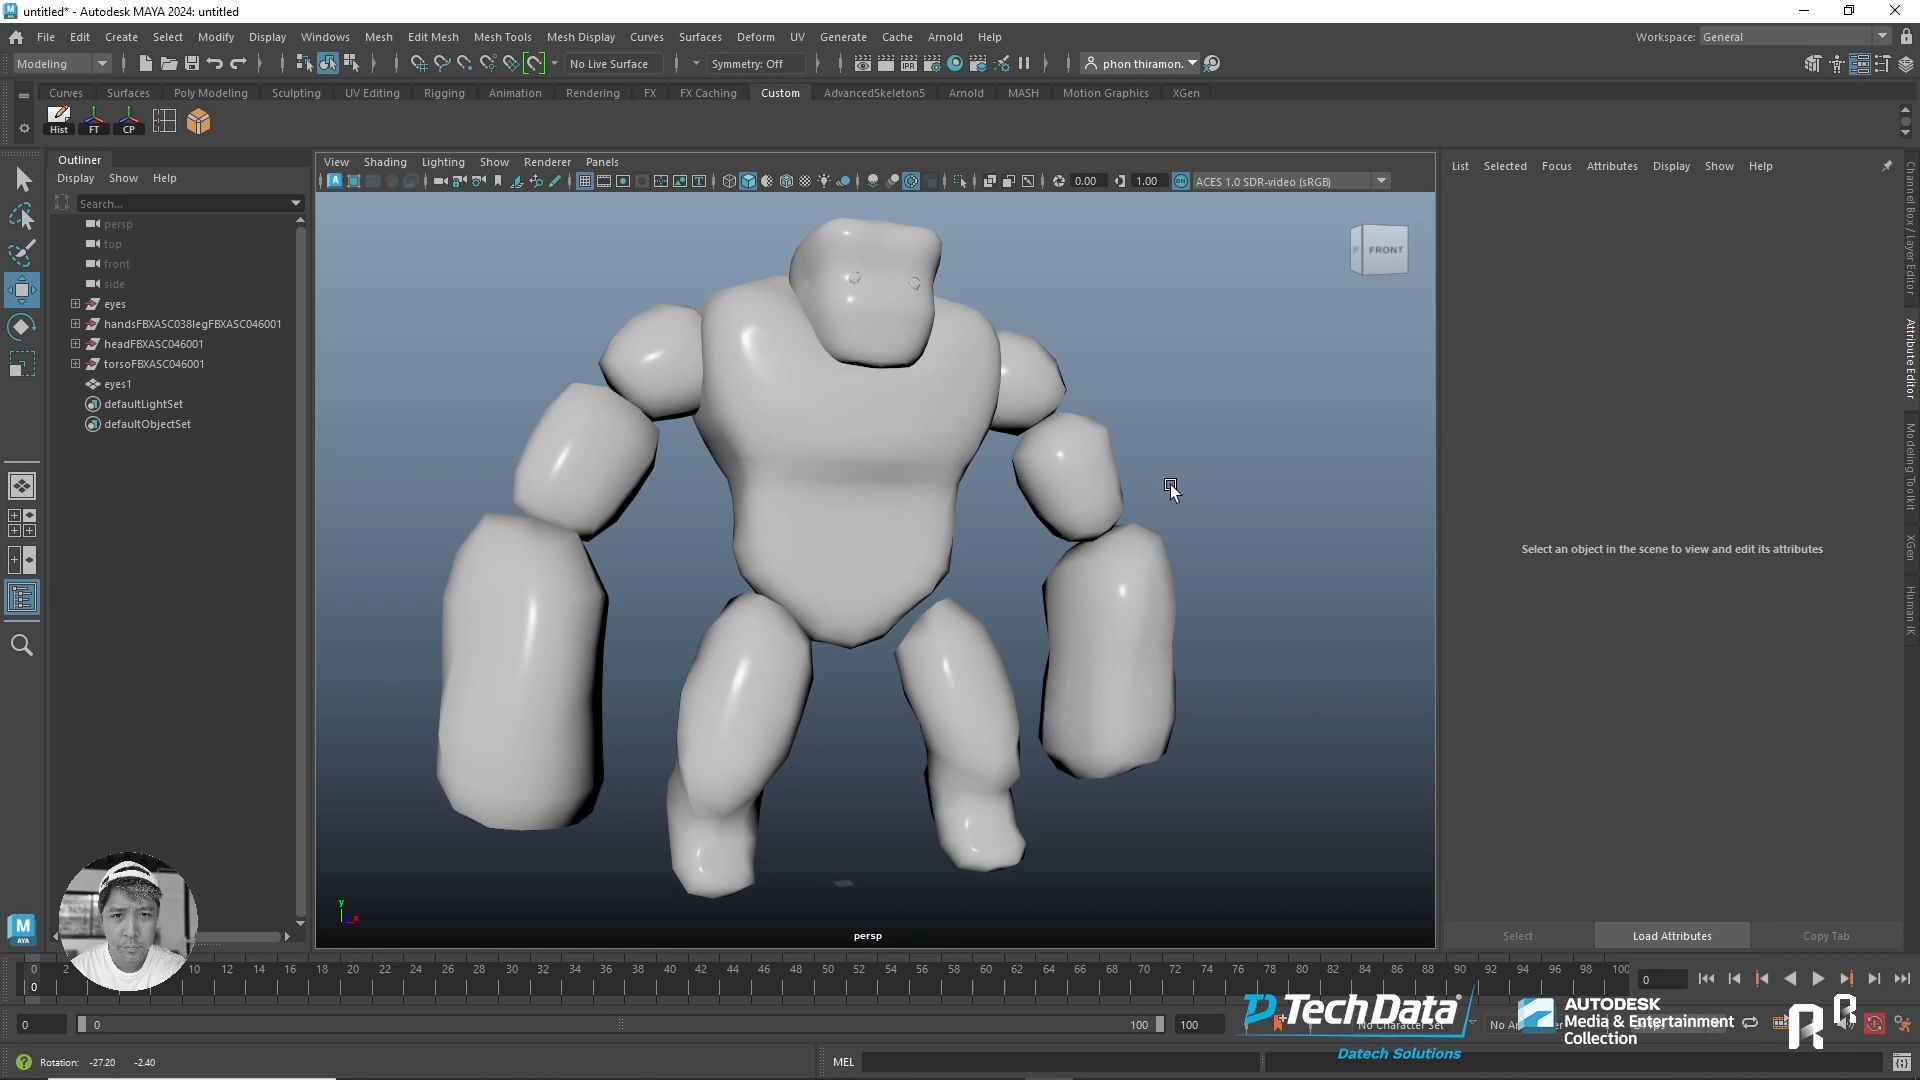 untitled* - Autodesk MAYA 2024: untitled
File Edit Create Select Modify Display Windows Mesh Edit Mesh Mesh Tools Mesh Display Curves Surfaces Deform UV Generate Cache Arnold Help
Workspace: General
Modeling No Live Surface Symmetry: Off IPR phon thiramon.
Curves Surfaces Poly Modeling Sculpting UV Editing Rigging Animation Rendering FX FX Caching Custom AdvancedSkeleton5 Arnold MASH Motion Graphics XGen
Hist FT CP
Outliner
Display Show Help
Search...
persp
top
front
side
eyes
handsFBXASC038legFBXASC046001
headFBXASC046001
torsoFBXASC046001
eyes1
defaultLightSet
defaultObjectSet
View Shading Lighting Show Renderer Panels
0.00 1.00 ON ACES 1.0 SDR-video (sRGB)
FRONT
y
x
persp
List Selected Focus Attributes Display Show Help
Select an object in the scene to view and edit its attributes
Select Load Attributes Copy Tab
Channel Box / Layer Editor
Attribute Editor
Modeling Toolkit
XGen
Human IK
M
AYA
0 2 10 12 14 16 18 20 22 24 26 28 30 32 34 36 38 40 42 44 46 48 50 52 54 56 58 60 62 64 66 68 70 72 74 76 78 80 82 84 86 88 90 92 94 96 98 100
0
0
0 0 100 100
No Character Set
TechData
Datech Solutions
AUTODESK
Media & Entertainment
Collection
R R
Rotation: -27.20 -2.40
MEL